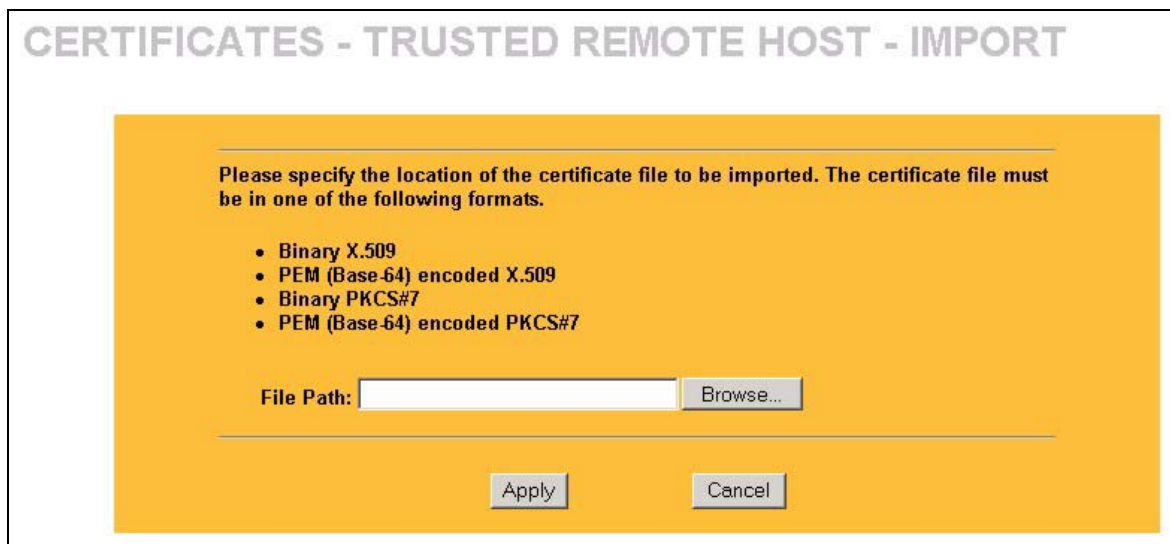 CERTIFICATES - TRUSTED REMOTE HOST - IMPORT
Please specify the location of the certificate file to be imported. The certificate file must
be in one of the following formats.
• Binary X.509
• PEM (Base-64) encoded X.509
• Binary PKCS#7
• PEM (Base-64) encoded PKCS#7
File Path: Browse...
Apply Cancel